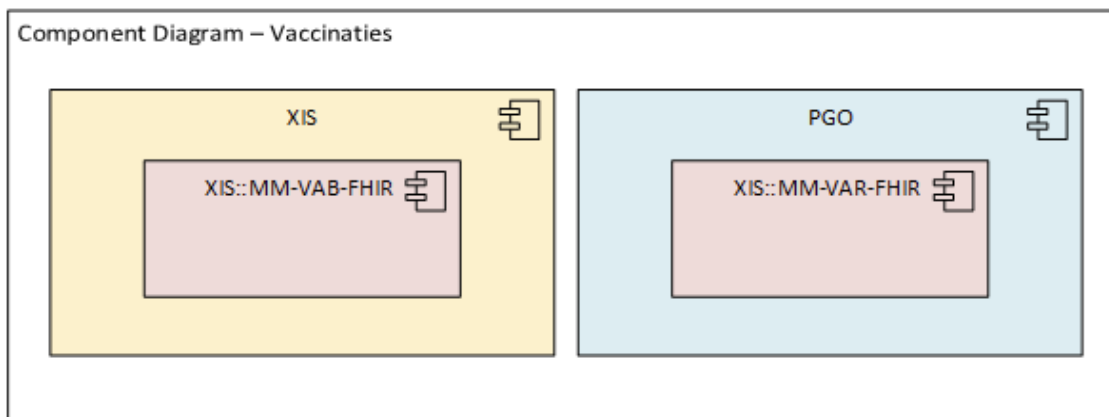 Component Diagram – Vaccinaties
XIS
PGO
XIS::MM-VAB-FHIR
XIS::MM-VAR-FHIR